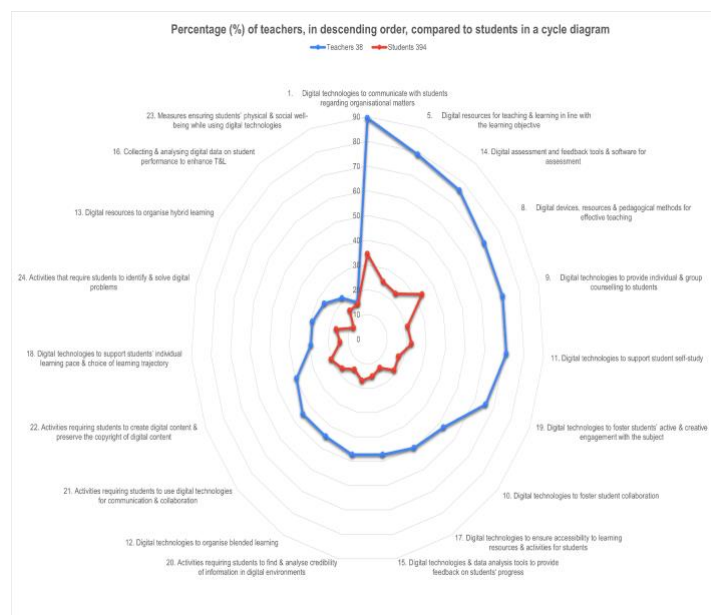 Percentage (%) of teachers, in descending order, compared to students in a cycle diagram
Teachers 38 Students 394
1. Digital technologies to communicate with students
regarding organisational matters
23. Measures ensuring students' physical & social well-
being while using digital technologies
5. Digital resources for teaching & learning in line with
the learning objective
16. Collecting & analysing digital data on student
performance to enhance T&L
14. Digital assessment and feedback tools & software for
assessment
13. Digital resources to organise hybrid learning
8. Digital devices, resources & pedagogical methods for
effective teaching
24. Activities that require students to identify & solve digital
problems
9. Digital technologies to provide individual & group
counselling to students
18. Digital technologies to support students' individual
learning pace & choice of learning trajectory
11. Digital technologies to support student self-study
22. Activities requiring students to create digital content &
preserve the copyright of digital content
19. Digital technologies to foster students' active & creative
engagement with the subject
21. Activities requiring students to use digital technologies
for communication & collaboration
10. Digital technologies to foster student collaboration
12. Digital technologies to organise blended learning
17. Digital technologies to ensure accessibility to learning
resources & activities for students
20. Activities requiring students to find & analyse credibility
of information in digital environments
15. Digital technologies & data analysis tools to provide
feedback on students' progress
90
80
70
60
50
40
30
20
10
0